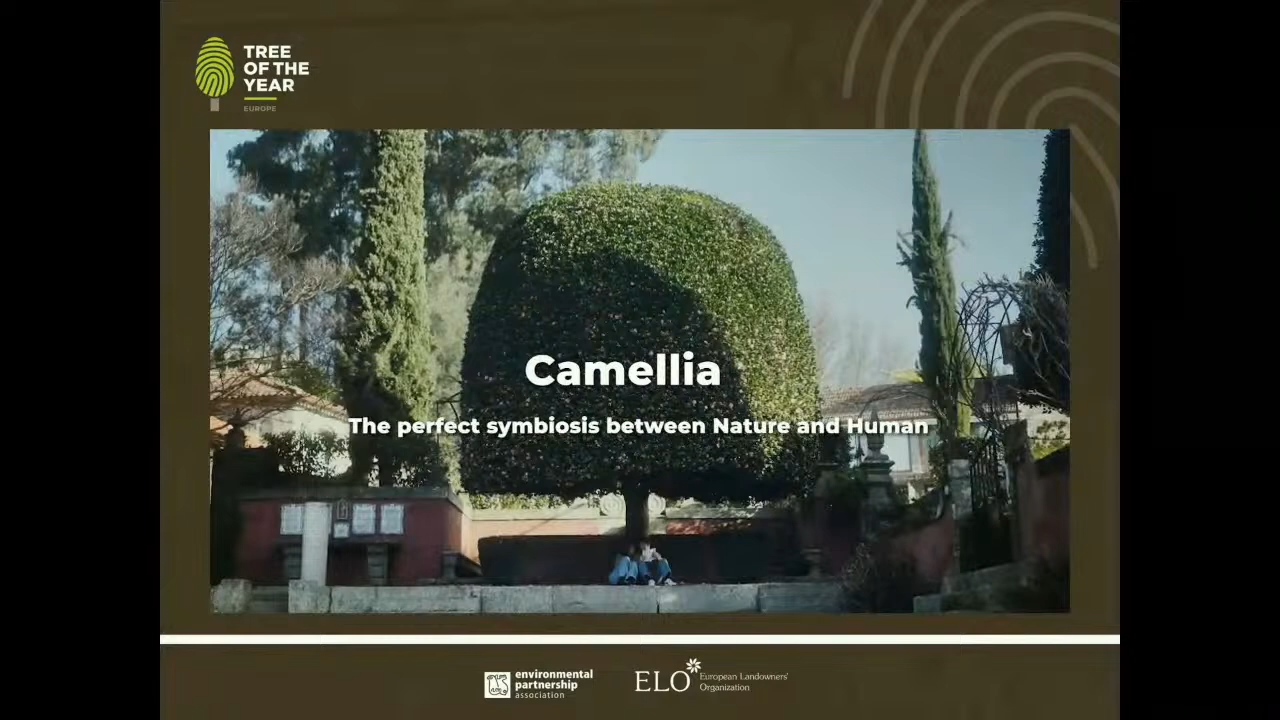 TREE
OF THE
YEAR
EUROPE
Camellia
The perfect symbiosis between Nature and Human
environmental
partnership
association
ELO
European Landowners'
Organization